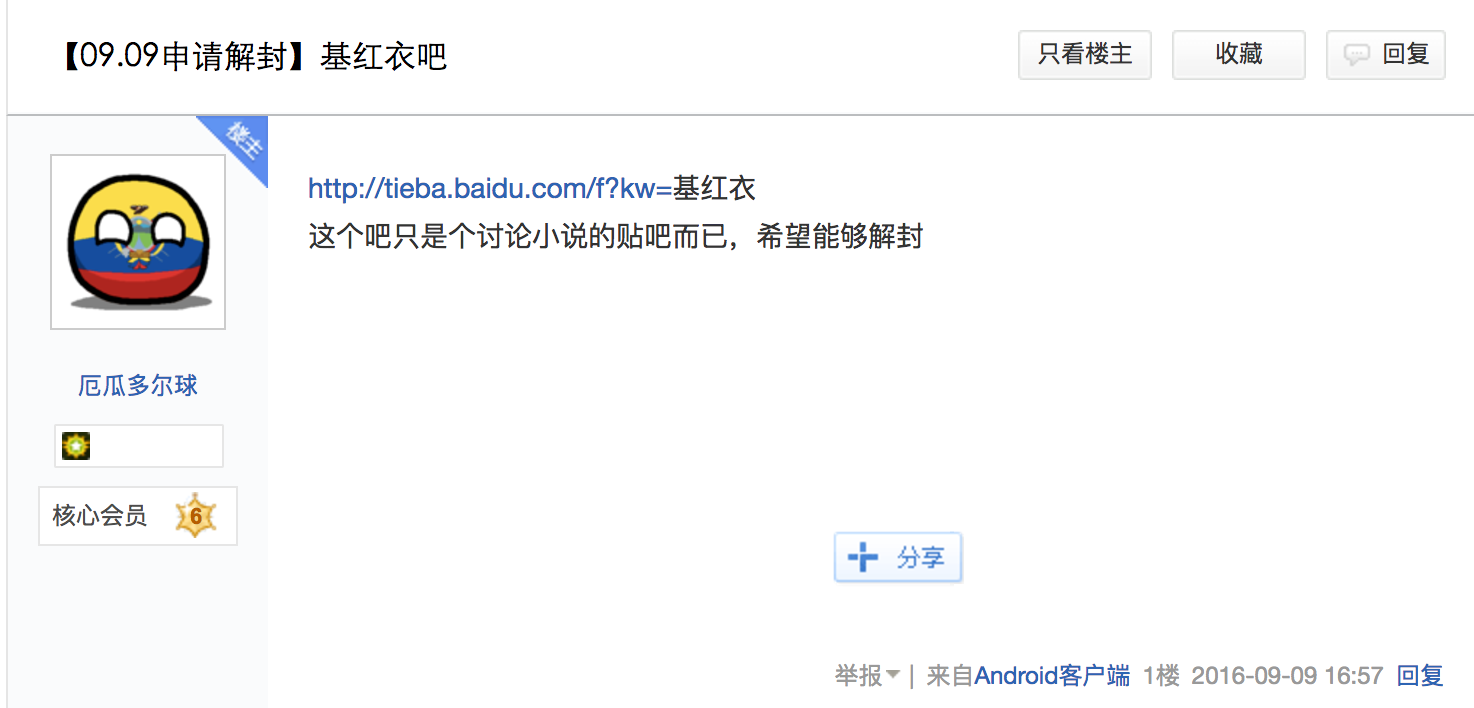 【09.09申请解封】基红衣吧
只看楼主
收藏
回复
楼主
http://tieba.baidu.com/f?kw=基红衣
这个吧只是个讨论小说的贴吧而已，希望能够解封
厄瓜多尔球
核心会员 6
分享
举报 | 来自Android客户端 1楼 2016-09-09 16:57 回复